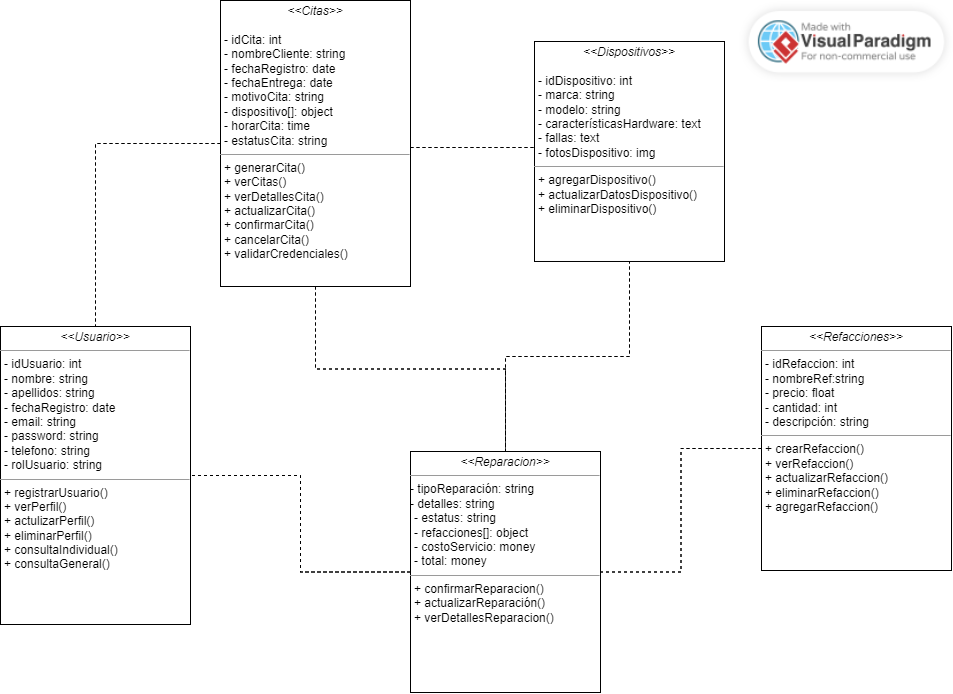 <<Citas>>
- idCita: int
- nombreCliente: string
- fechaRegistro: date
- fechaEntrega: date
- motivoCita: string
- dispositivo[]: object
- horarCita: time
- estatusCita: string
+ generarCita()
+ verCitas()
+ verDetallesCita()
+ actualizarCita()
+ confirmarCita()
+ cancelarCita()
+ validarCredenciales()
<<Dispositivos>>
- idDispositivo: int
- marca: string
- modelo: string
- característicasHardware: text
- fallas: text
- fotosDispositivo: img
+ agregarDispositivo()
+ actualizarDatosDispositivo()
+ eliminarDispositivo()
Made with
VisualParadigm
For non-commercial use
<<Usuario>>
- idUsuario: int
- nombre: string
- apellidos: string
- fechaRegistro: date
- email: string
- password: string
- telefono: string
- rolUsuario: string
+ registrarUsuario()
+ verPerfil()
+ actulizarPerfil()
+ eliminarPerfil()
+ consultaIndividual()
+ consultaGeneral()
<<Reparacion>>
- tipoReparación: string
- detalles: string
- estatus: string
- refacciones[]: object
- costoServicio: money
- total: money
+ confirmarReparacion()
+ actualizarReparación()
+ verDetallesReparacion()
<<Refacciones>>
- idRefaccion: int
- nombreRef:string
- precio: float
- cantidad: int
- descripción: string
+ crearRefaccion()
+ verRefaccion()
+ actualizarRefaccion()
+ eliminarRefaccion()
+ agregarRefaccion()